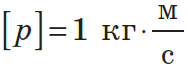 [p] = 1 кг · м/с